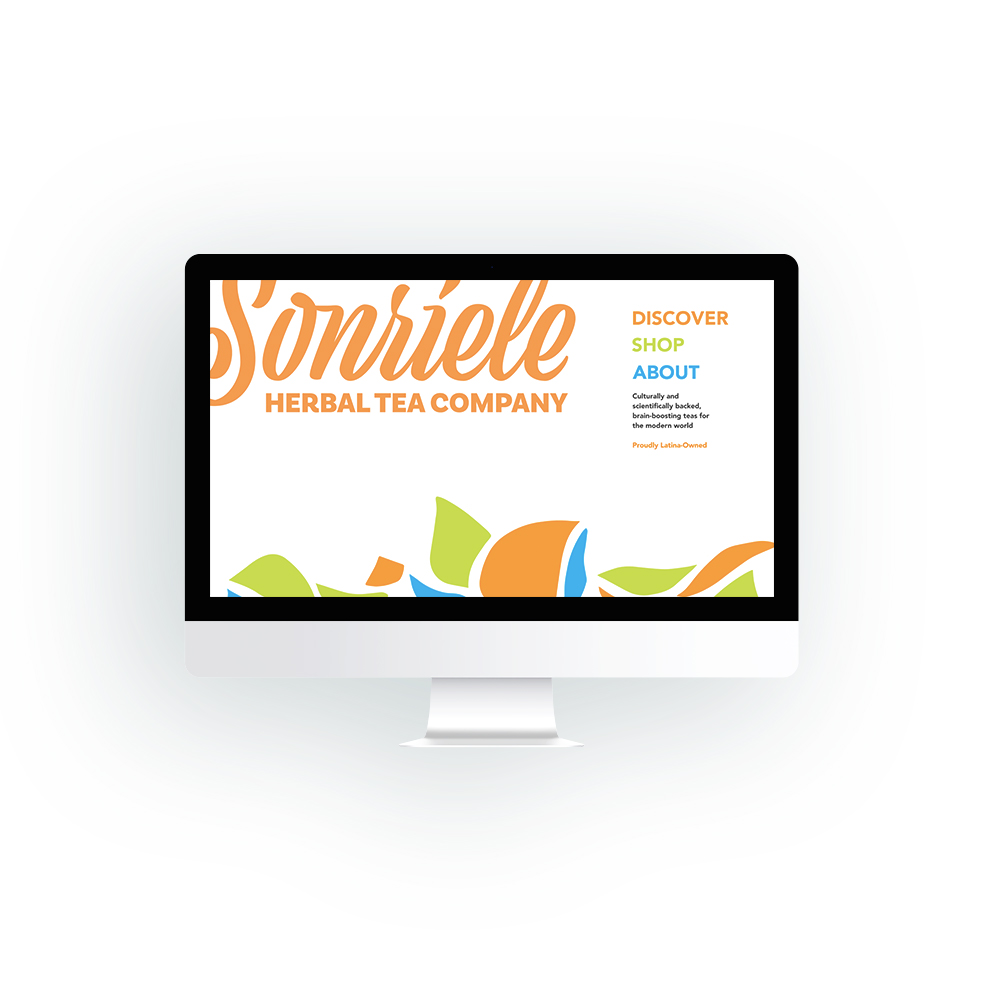 Sonríele
HERBAL TEA COMPANY
DISCOVER
SHOP
ABOUT
Culturally and
scientifically backed,
brain-boosting teas for
the modern world
Proudly Latina-Owned